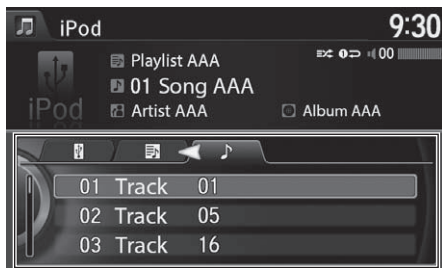 iPod 9:30
Playlist AAA 00
01 Song AAA
iPod Artist AAA Album AAA
01 Track 01
02 Track 05
03 Track 16